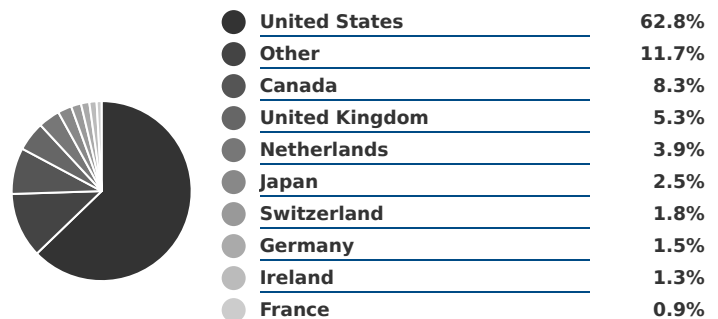 United States 62.8%
Other 11.7%
Canada 8.3%
United Kingdom 5.3%
Netherlands 3.9%
Japan 2.5%
Switzerland 1.8%
Germany 1.5%
Ireland 1.3%
France 0.9%